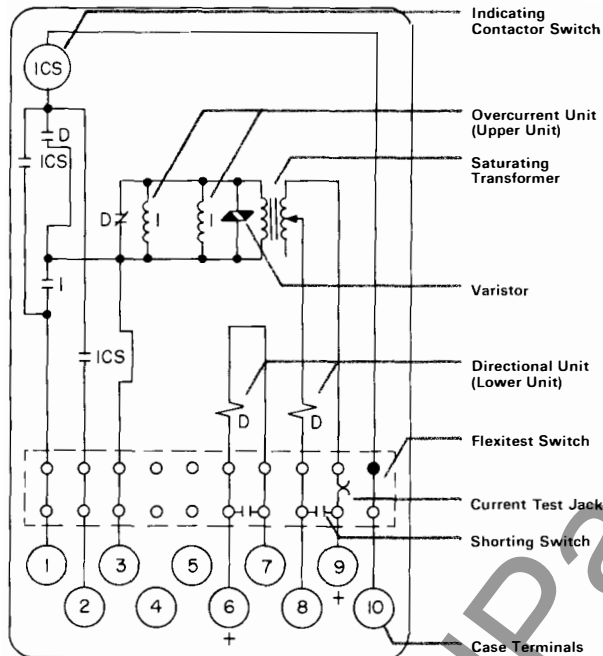 Indicating
Contactor Switch
ICS
D
ICS
Overcurrent Unit
(Upper Unit)
Saturating
Transformer
D
I
I
I
Varistor
ICS
Directional Unit
(Lower Unit)
D
D
Flexitest Switch
Current Test Jack
Shorting Switch
1
3
5
7
9
+
2
4
6
8
10
+
Case Terminals